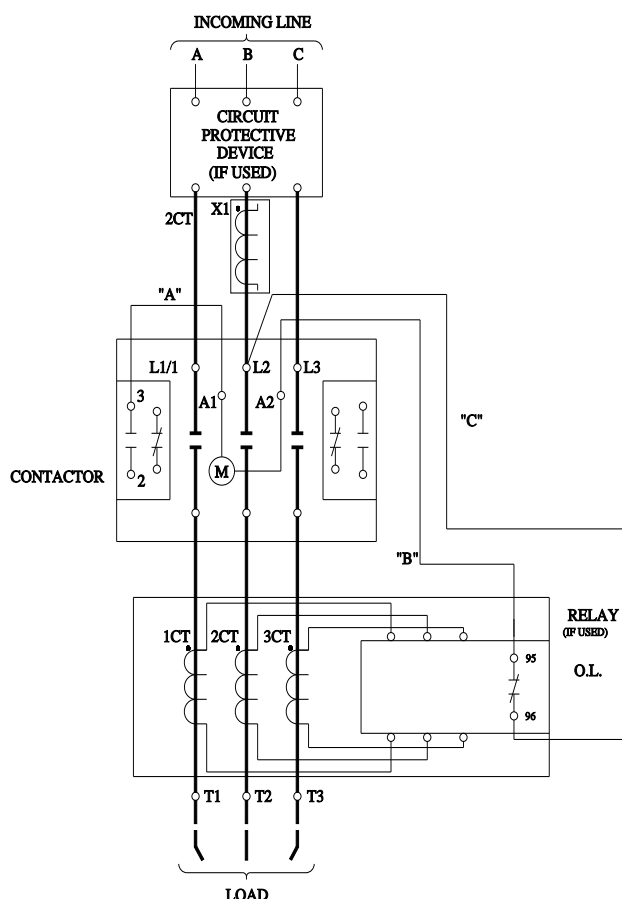 INCOMING LINE
A B C
CIRCUIT
PROTECTIVE
DEVICE
(IF USED)
2CT X1
"A"
L1/1 L2 L3
3 A1 A2
"C"
M
2
CONTACTOR
"B"
RELAY
(IF USED)
1CT 2CT 3CT
95
O.L.
96
T1 T2 T3
LOAD